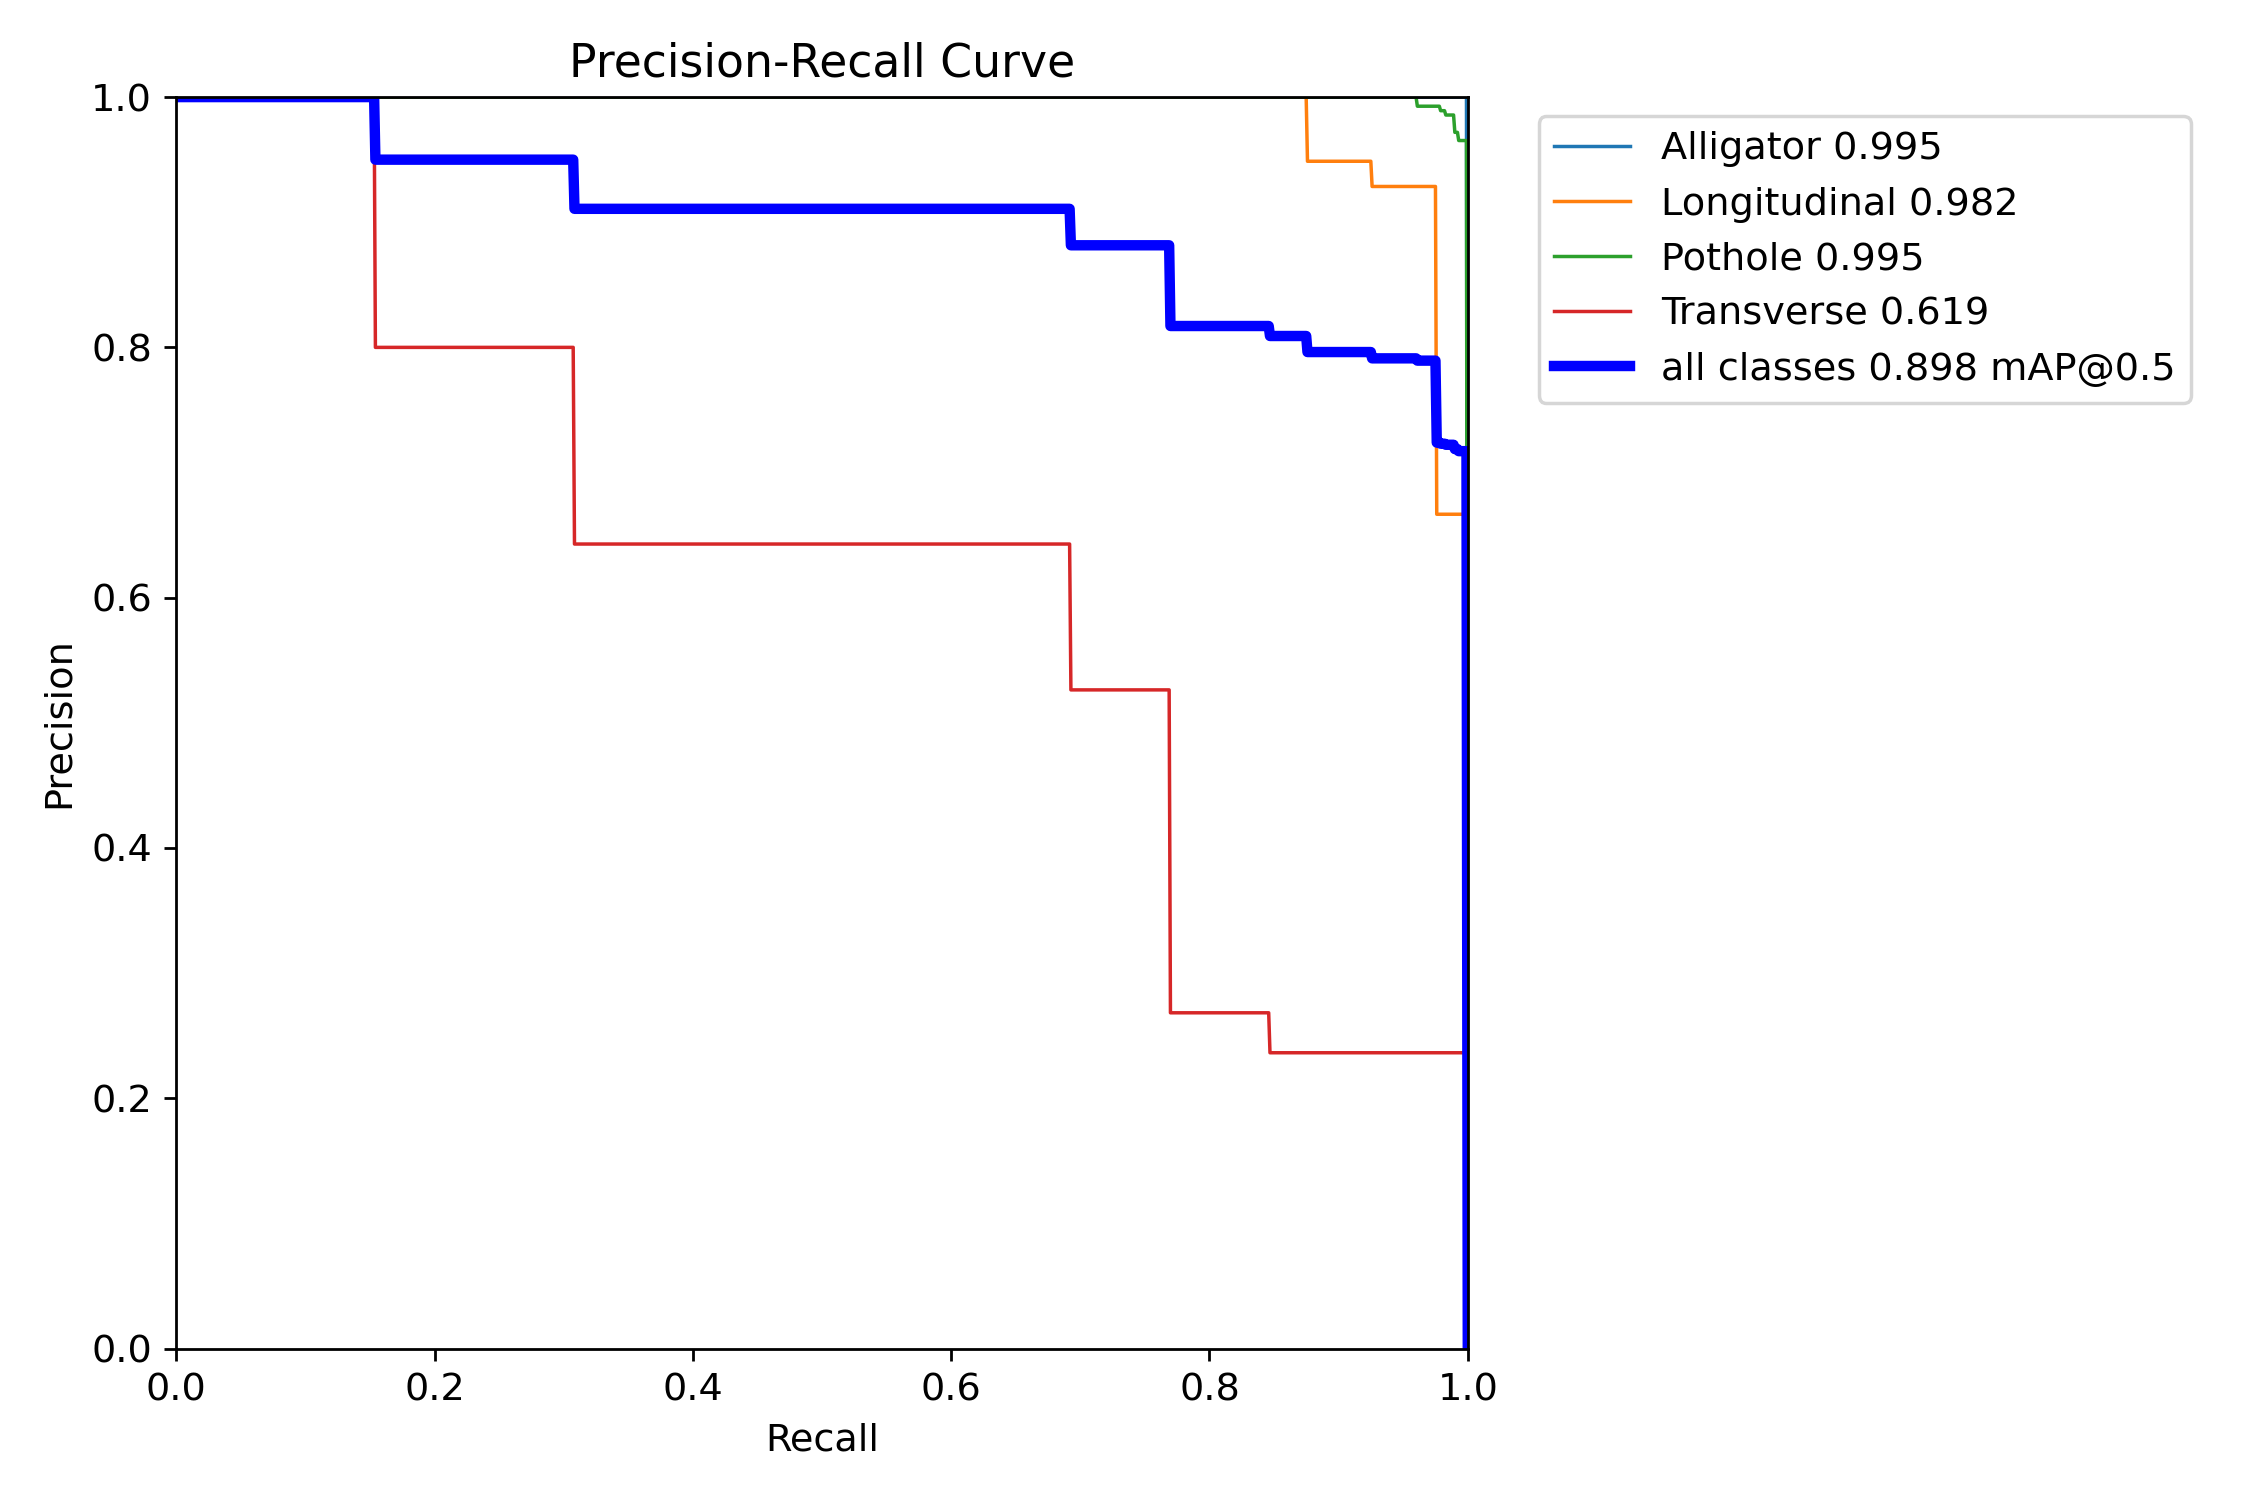 Precision-Recall Curve
1.0
0.8
0.6
0.4
0.2
0.0
Precision
0.0 0.2 0.4 0.6 0.8 1.0
Recall
Alligator 0.995
Longitudinal 0.982
Pothole 0.995
Transverse 0.619
all classes 0.898 mAP@0.5